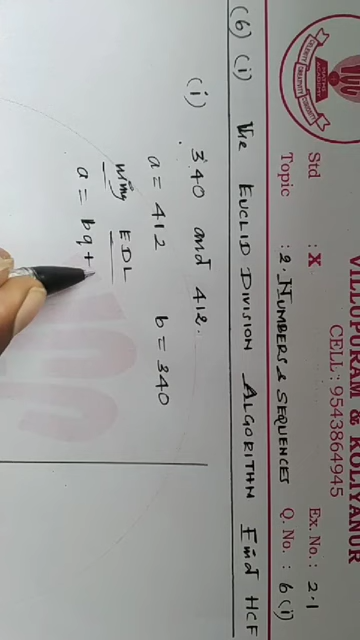 VILLUPURAM & KOLIYANUR
CELL : 9543864945
Std : X Ex. No. : 2.1
Topic : 2. NUMBERS & SEQUENCES Q. No. : 6(i)
(6) (i) Use EUCLID DIVISION ALGORITHM Find HCF
(i) 340 and 412.
a = 412 b = 340
Using EDL
a = bq +